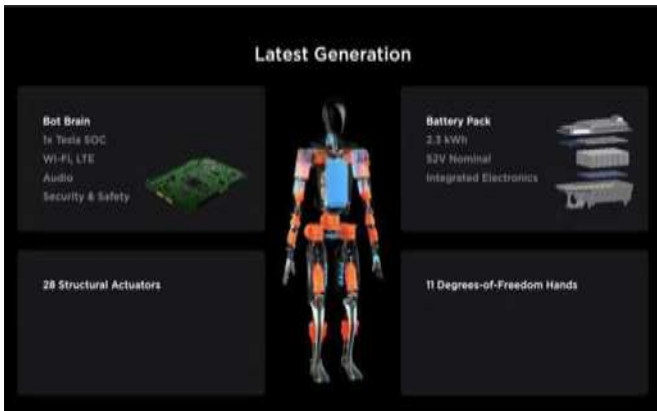 Latest Generation
Bot Brain
1x Tesla SOC
Wi-Fi, LTE
Audio
Security & Safety
Battery Pack
2.3 kWh
52V Nominal
Integrated Electronics
28 Structural Actuators
11 Degrees-of-Freedom Hands